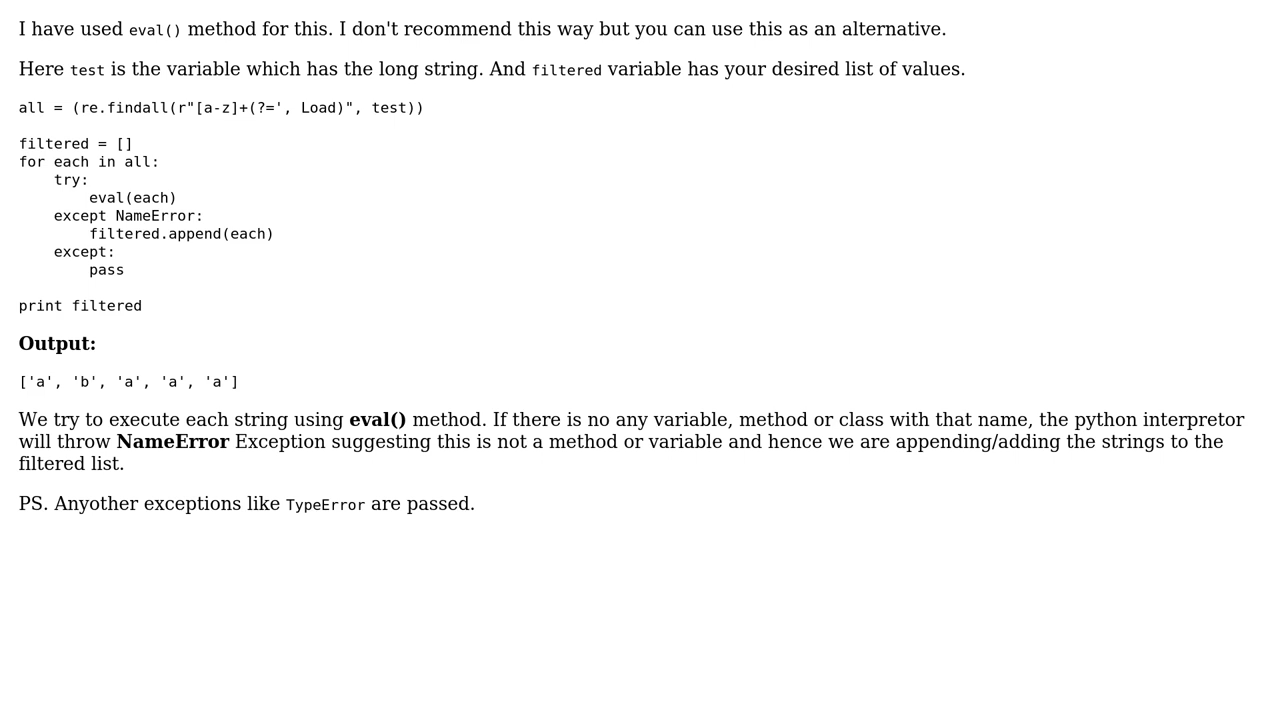 I have used eval() method for this. I don't recommend this way but you can use this as an alternative.
Here test is the variable which has the long string. And filtered variable has your desired list of values.
all = (re.findall(r"[a-z]+(?=', Load)", test))
filtered = []
for each in all:
    try:
        eval(each)
    except NameError:
        filtered.append(each)
    except:
        pass
print filtered
Output:
['a', 'b', 'a', 'a', 'a']
We try to execute each string using eval() method. If there is no any variable, method or class with that name, the python interpretor
will throw NameError Exception suggesting this is not a method or variable and hence we are appending/adding the strings to the
filtered list.
PS. Anyother exceptions like TypeError are passed.